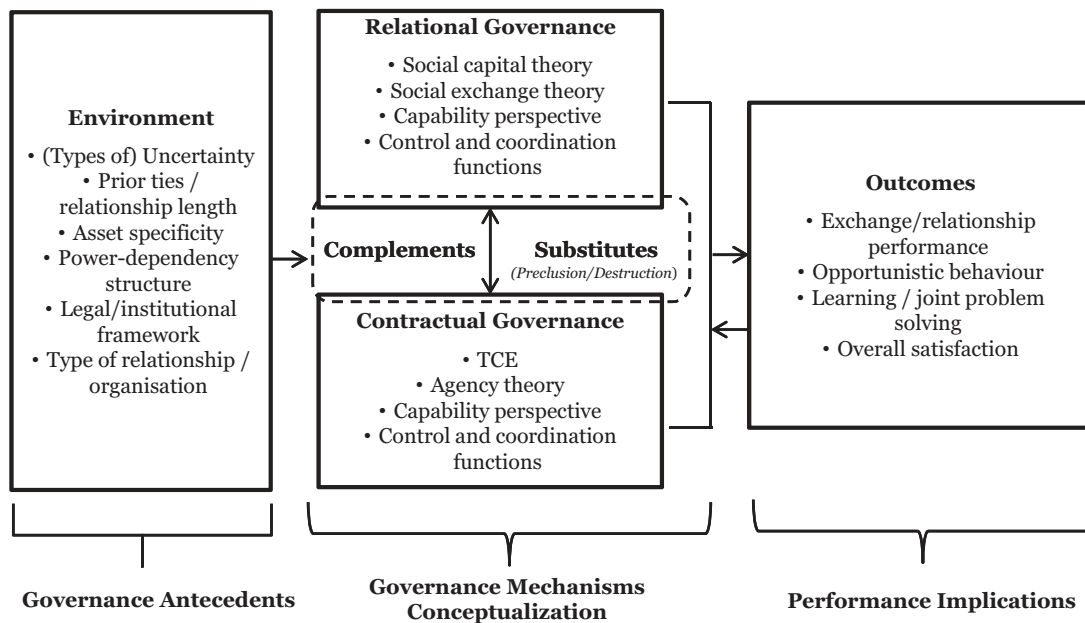 Environment
• (Types of) Uncertainty
• Prior ties /
relationship length
• Asset specificity
• Power-dependency
structure
• Legal/institutional
framework
• Type of relationship /
organisation
Relational Governance
• Social capital theory
• Social exchange theory
• Capability perspective
• Control and coordination
functions
Complements
Substitutes
(Preclusion/Destruction)
Contractual Governance
• TCE
• Agency theory
• Capability perspective
• Control and coordination
functions
Outcomes
• Exchange/relationship
performance
• Opportunistic behaviour
• Learning / joint problem
solving
• Overall satisfaction
Governance Antecedents
Governance Mechanisms
Conceptualization
Performance Implications